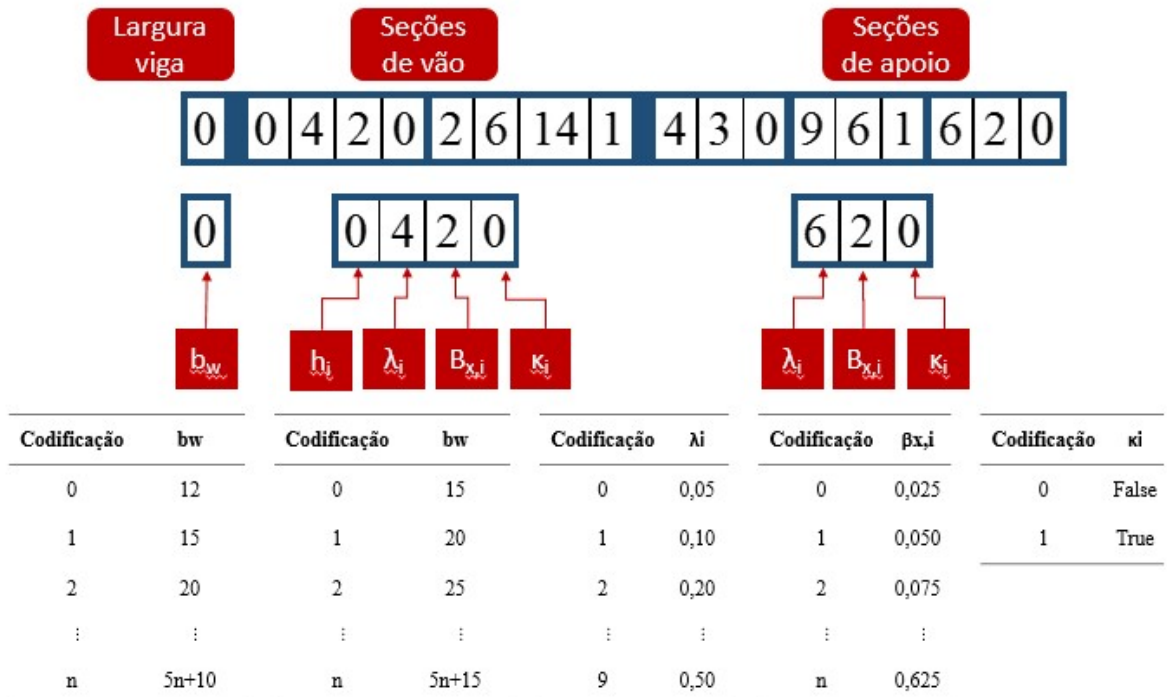 Largura viga
Seções de vão
Seções de apoio
0 0 4 2 0 2 6 14 1 4 3 0 9 6 1 6 2 0
0 0 4 2 0 6 2 0
bw hi λi Βx,i κi λi Βx,i κi
Codificação bw Codificação bw Codificação λi Codificação βx,i Codificação κi
0 12 0 15 0 0,05 0 0,025 0 False
1 15 1 20 1 0,10 1 0,050 1 True
2 20 2 25 2 0,20 2 0,075
⋮ ⋮ ⋮ ⋮ ⋮ ⋮ ⋮ ⋮
n 5n+10 n 5n+15 9 0,50 n 0,625